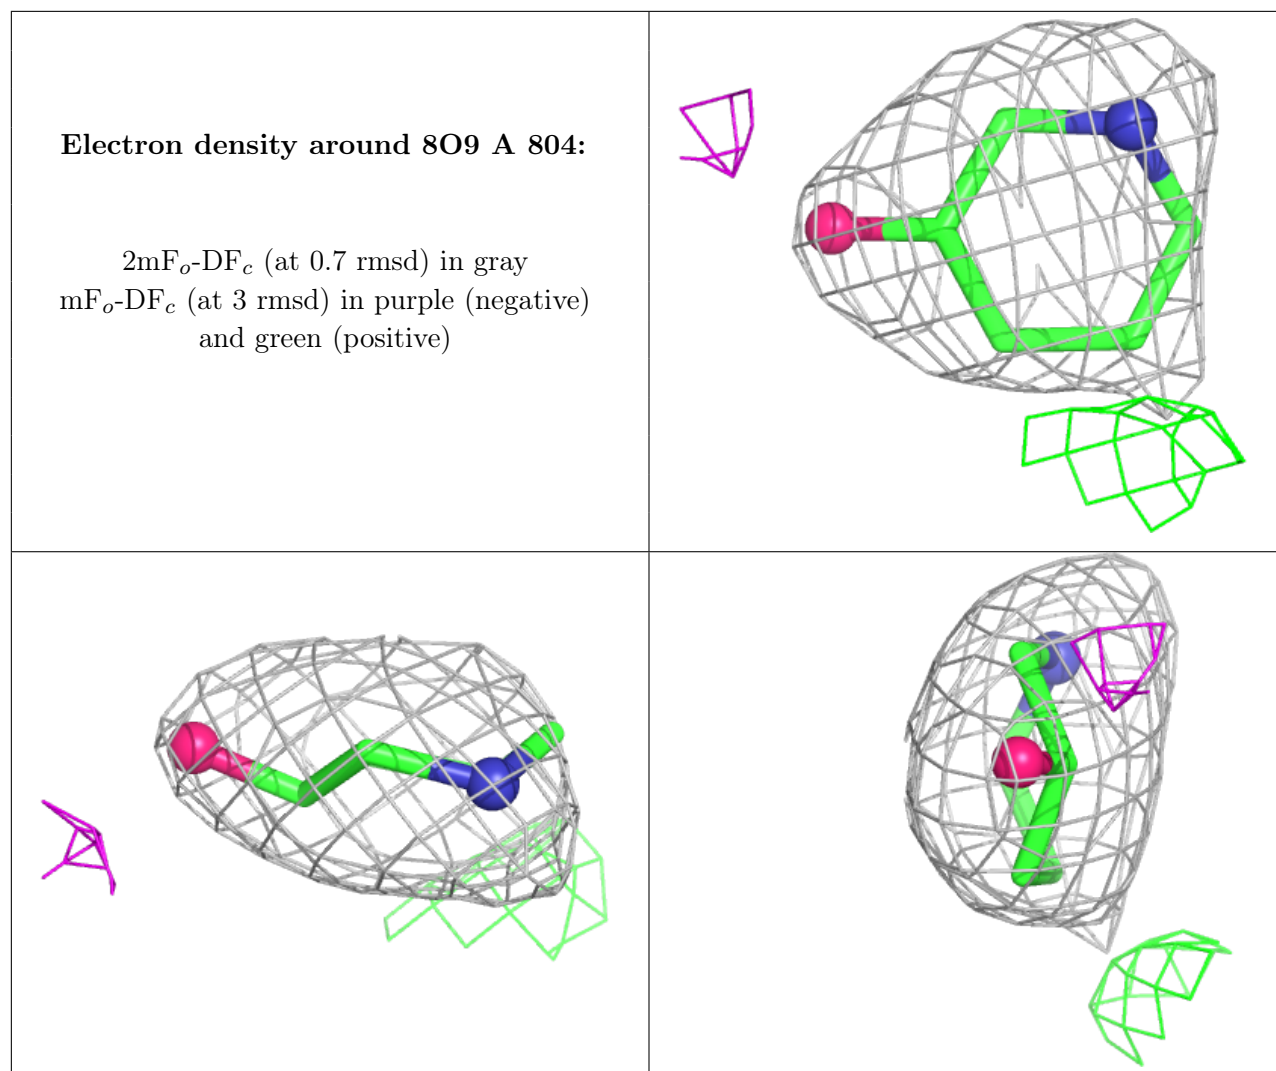 Electron density around 8O9 A 804:
2mFo-DFc (at 0.7 rmsd) in gray
mFo-DFc (at 3 rmsd) in purple (negative)
and green (positive)